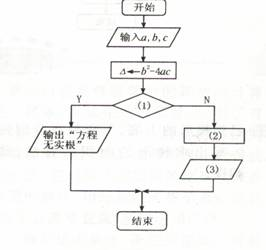 开始
输入a,b,c
Δ←b²-4ac
Y
(1)
N
输出“方程
无实根”
(2)
(3)
结束